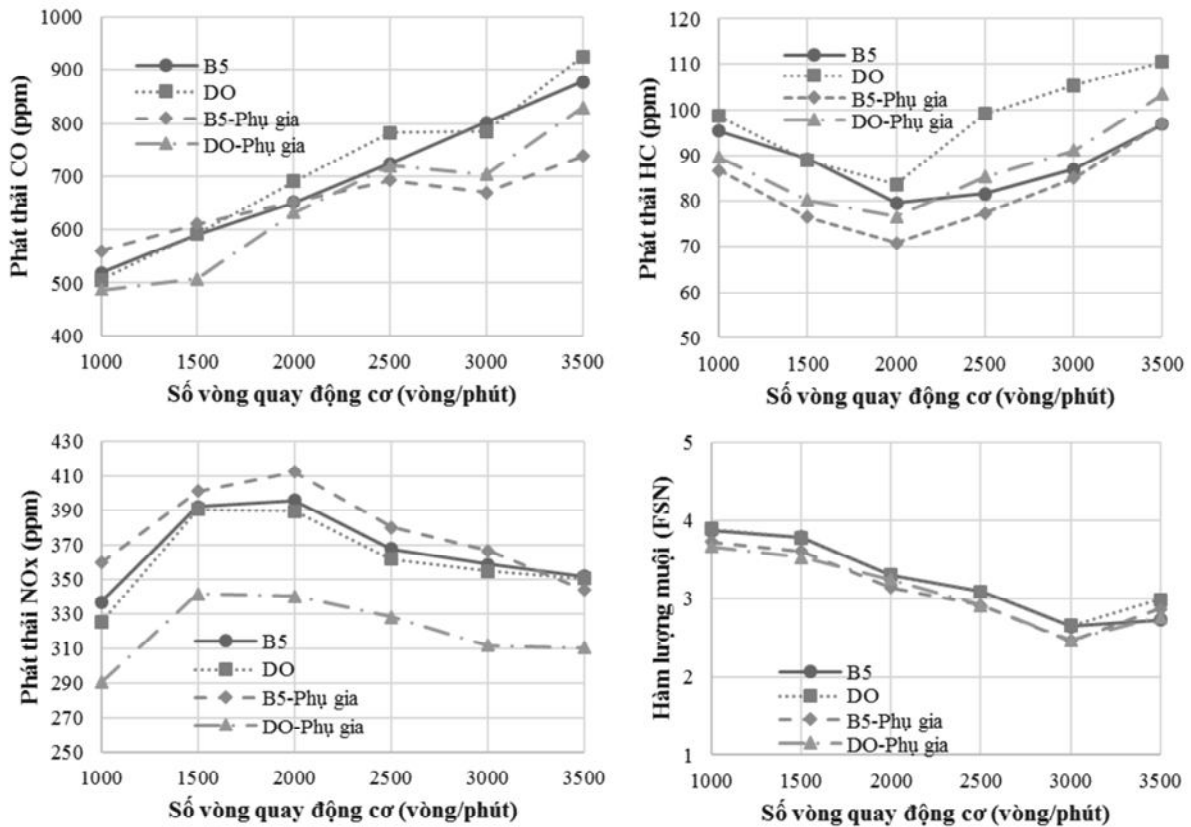 Phát thải CO (ppm)
1000
900
800
700
600
500
400
B5
DO
B5-Phụ gia
DO-Phụ gia
1000 1500 2000 2500 3000 3500
Số vòng quay động cơ (vòng/phút)
Phát thải HC (ppm)
120
110
100
90
80
70
60
50
B5
DO
B5-Phụ gia
DO-Phụ gia
1000 1500 2000 2500 3000 3500
Số vòng quay động cơ (vòng/phút)
Phát thải NOx (ppm)
430
410
390
370
350
330
310
290
270
250
B5
DO
B5-Phụ gia
DO-Phụ gia
1000 1500 2000 2500 3000 3500
Số vòng quay động cơ (vòng/phút)
Hàm lượng muội (FSN)
5
4
3
2
1
B5
DO
B5-Phụ gia
DO-Phụ gia
1000 1500 2000 2500 3000 3500
Số vòng quay động cơ (vòng/phút)